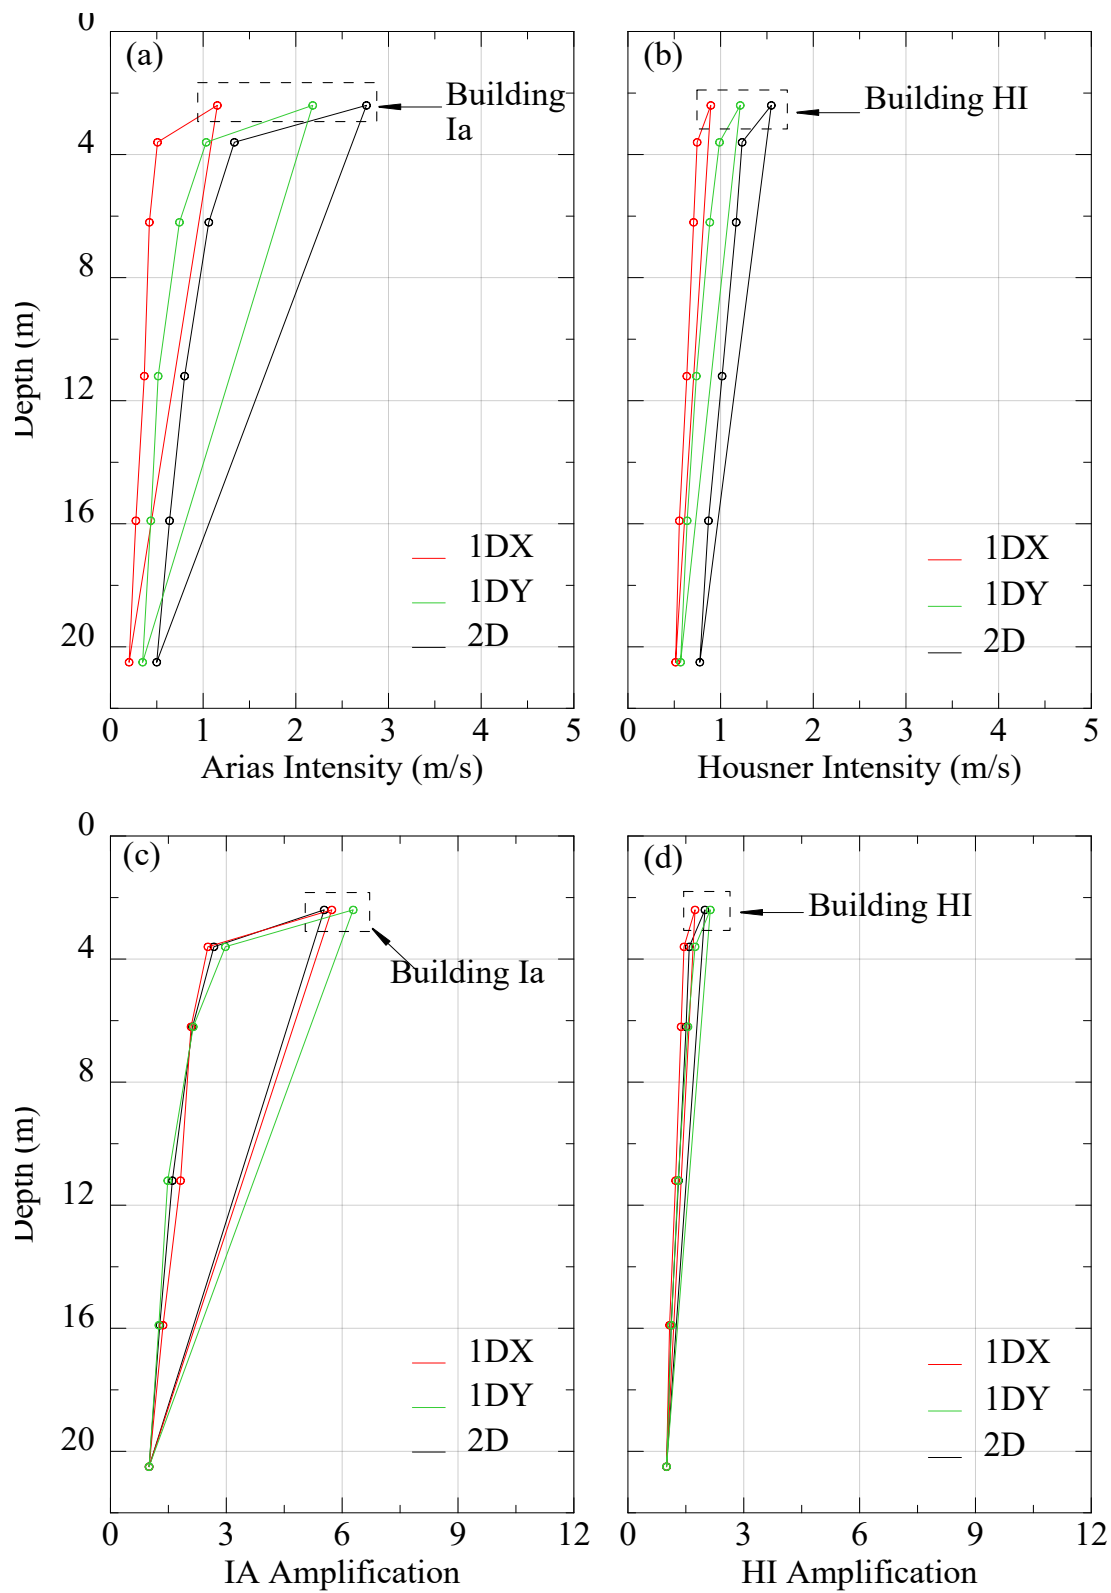 0
4
8
12
16
20
Depth (m)
(a)
Building
Ia
1DX
1DY
2D
0 1 2 3 4 5
Arias Intensity (m/s)
(b)
Building HI
1DX
1DY
2D
0 1 2 3 4 5
Housner Intensity (m/s)
0
4
8
12
16
20
Depth (m)
(c)
Building Ia
1DX
1DY
2D
0 3 6 9 12
IA Amplification
(d)
Building HI
1DX
1DY
2D
0 3 6 9 12
HI Amplification